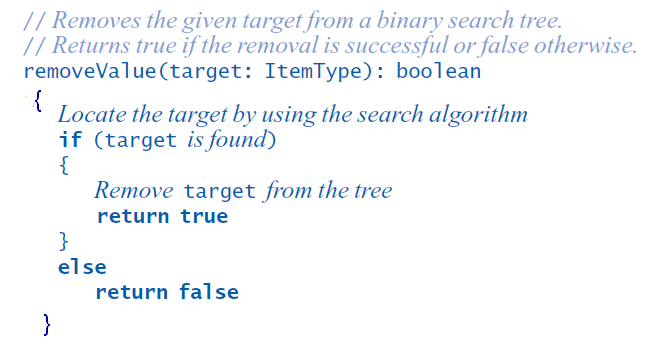 // Removes the given target from a binary search tree.
// Returns true if the removal is successful or false otherwise.
removeValue(target: ItemType): boolean
{
Locate the target by using the search algorithm
if (target is found)
{
Remove target from the tree
return true
}
else
return false
}